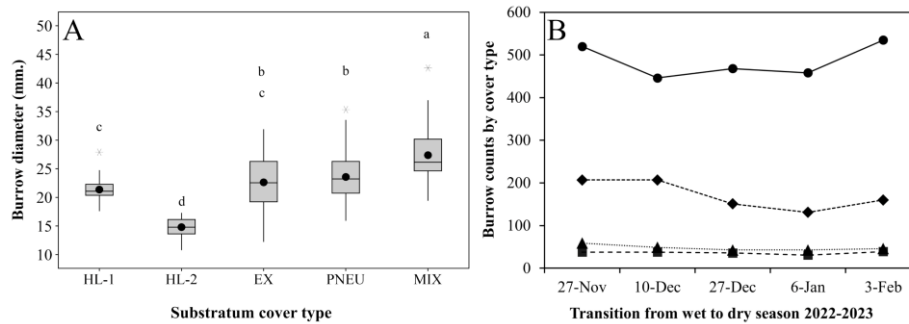 A
Burrow diameter (mm.)
50
45
40
35
30
25
20
15
10
c
d
b
c
b
a
HL-1 HL-2 EX PNEU MIX
Substratum cover type
B
Burrow counts by cover type
600
500
400
300
200
100
0
27-Nov 10-Dec 27-Dec 6-Jan 3-Feb
Transition from wet to dry season 2022-2023